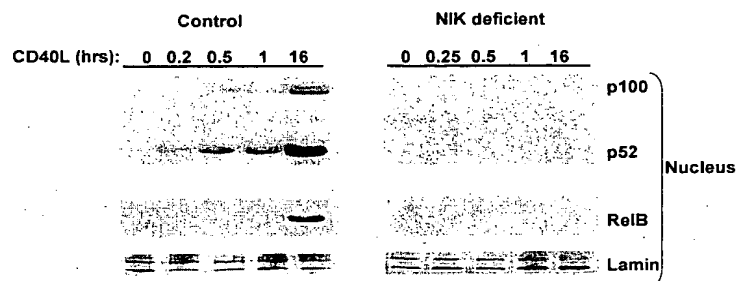 Control
NIK deficient
CD40L (hrs): 0 0.2 0.5 1 16
0 0.25 0.5 1 16
p100
p52
Nucleus
RelB
Lamin